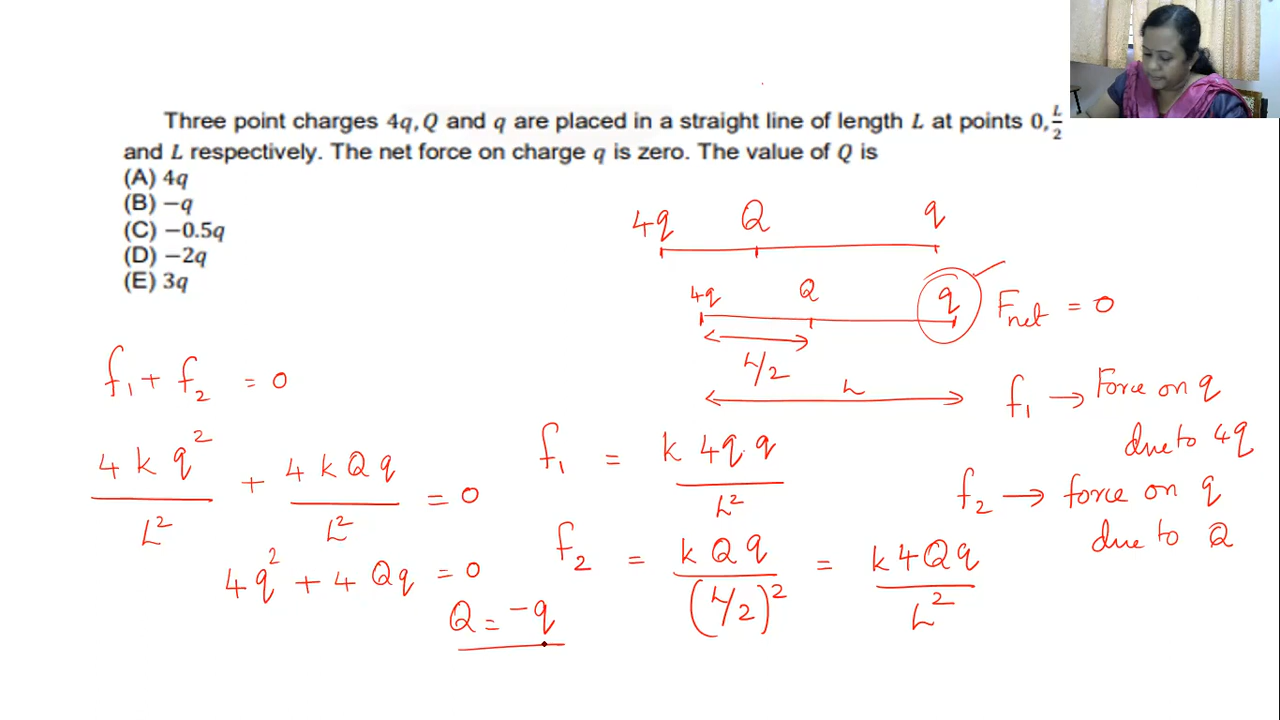 Three point charges 4q, Q and q are placed in a straight line of length L at points 0, L/2
and L respectively. The net force on charge q is zero. The value of Q is
(A) 4q
(B) −q
(C) −0.5q
(D) −2q
(E) 3q
4q Q q
4q Q q F_net = 0
L/2
L
f₁ → Force on q
due to 4q
f₂ → force on q
due to Q
f₁ + f₂ = 0
4kq²/L² + 4kQq/L² = 0
4q² + 4Qq = 0
Q = −q
f₁ = k 4q. q/L²
f₂ = kQq/(L/2)² = k4Qq/L²